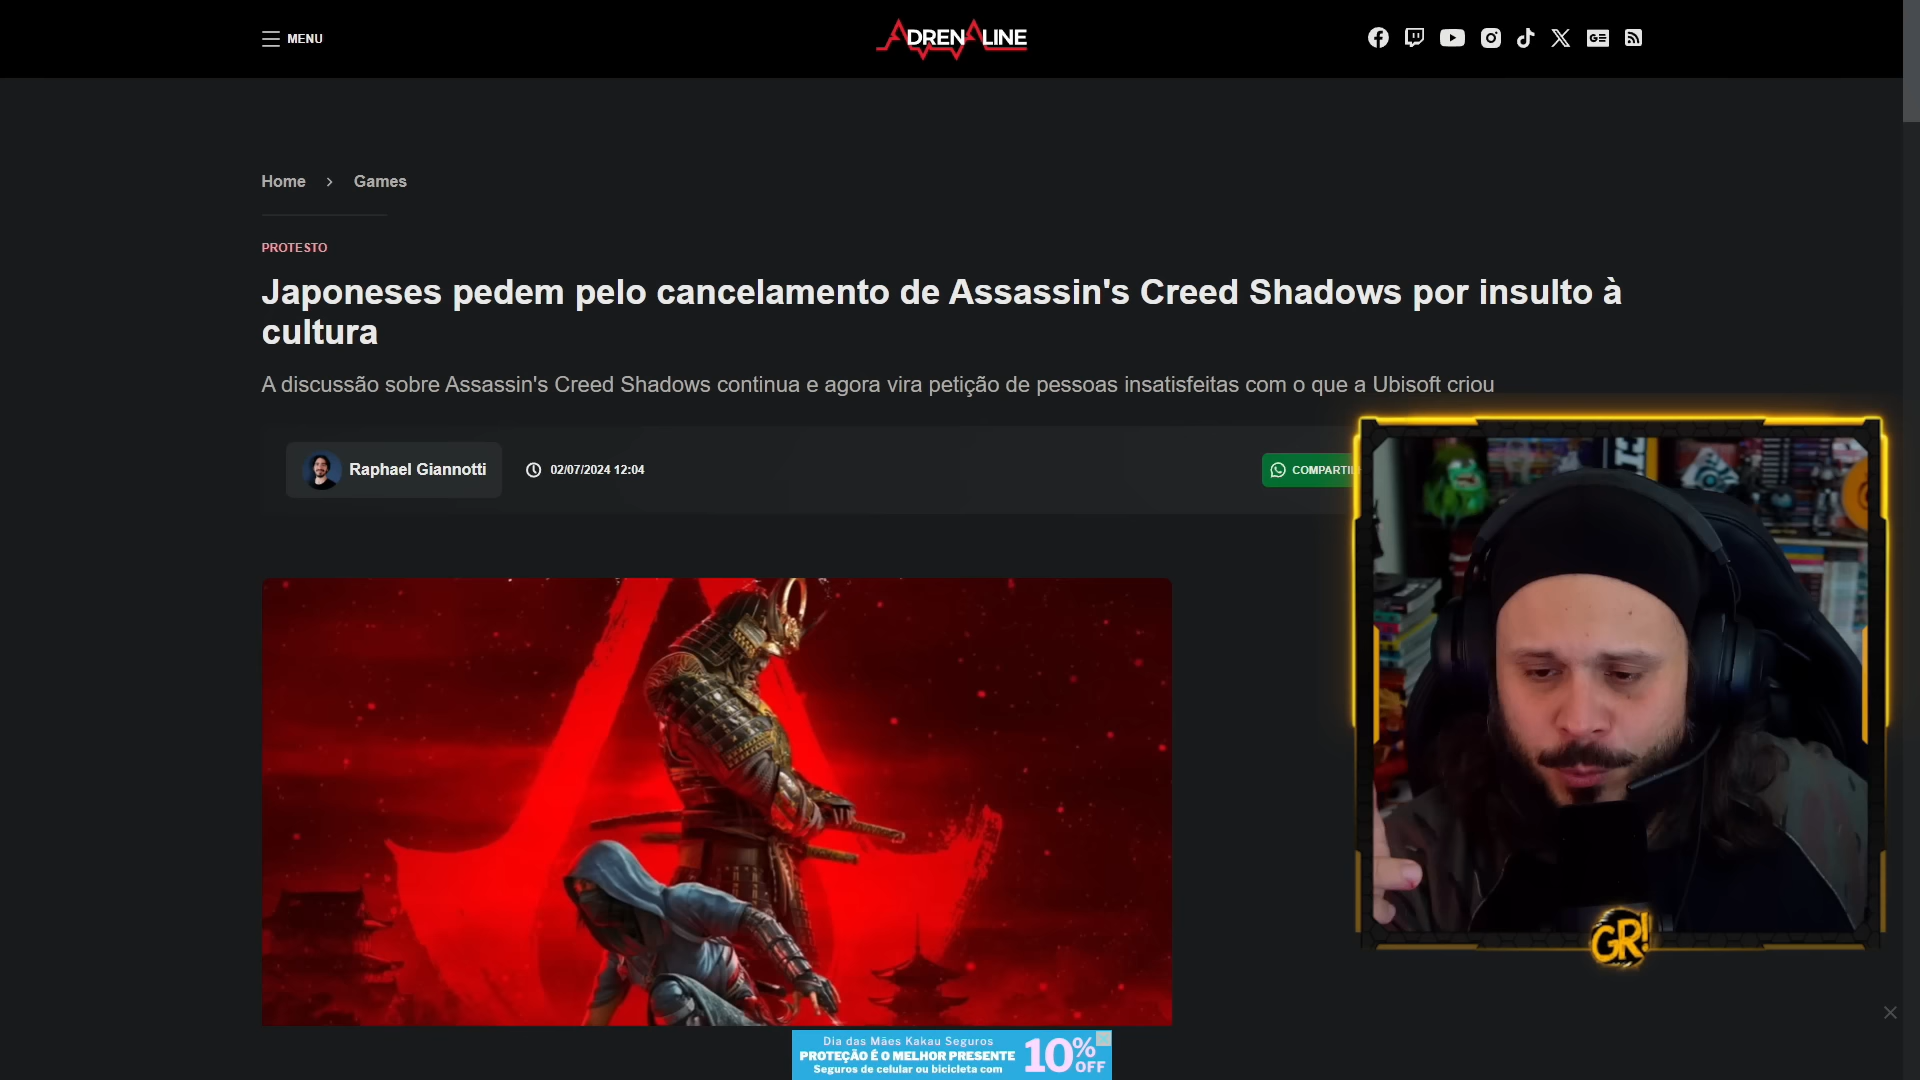 MENU
ADRENALINE
Home
Games
PROTESTO
Japoneses pedem pelo cancelamento de Assassin's Creed Shadows por insulto à
cultura
A discussão sobre Assassin's Creed Shadows continua e agora vira petição de pessoas insatisfeitas com o que a Ubisoft criou
Raphael Giannotti
02/07/2024 12:04
COMPARTIL
GR!
Dia das Mães Kakau Seguros
PROTEÇÃO É O MELHOR PRESENTE
Seguros de celular ou bicicleta com
10% OFF